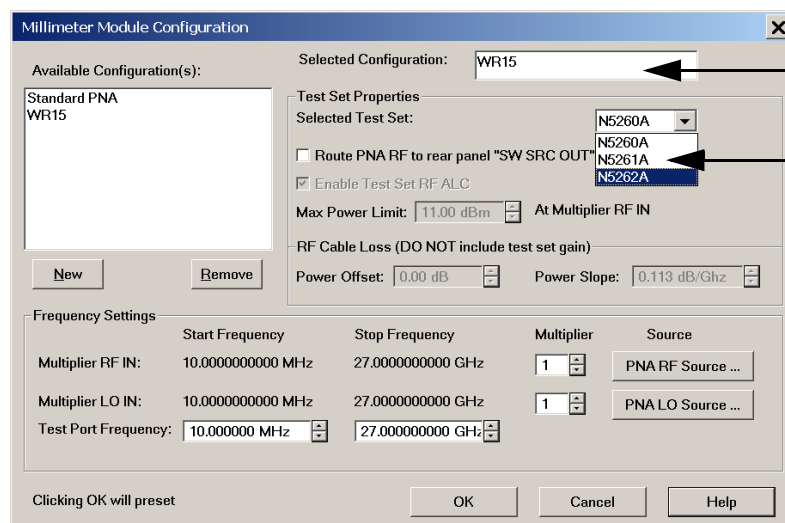 Millimeter Module Configuration
Available Configuration(s):
Standard PNA
WR15
New
Remove
Selected Configuration: WR15
Test Set Properties
Selected Test Set: N5260A
N5260A
N5261A
N5262A
Route PNA RF to rear panel "SW SRC OUT"
Enable Test Set RF ALC
Max Power Limit: 11.00 dBm At Multiplier RF IN
RF Cable Loss (DO NOT include test set gain)
Power Offset: 0.00 dB Power Slope: 0.113 dB/Ghz
Frequency Settings
Start Frequency Stop Frequency Multiplier Source
Multiplier RF IN: 10.0000000000 MHz 27.0000000000 GHz 1 PNA RF Source ...
Multiplier LO IN: 10.0000000000 MHz 27.0000000000 GHz 1 PNA LO Source ...
Test Port Frequency: 10.000000 MHz 27.000000000 GHz
Clicking OK will preset OK Cancel Help